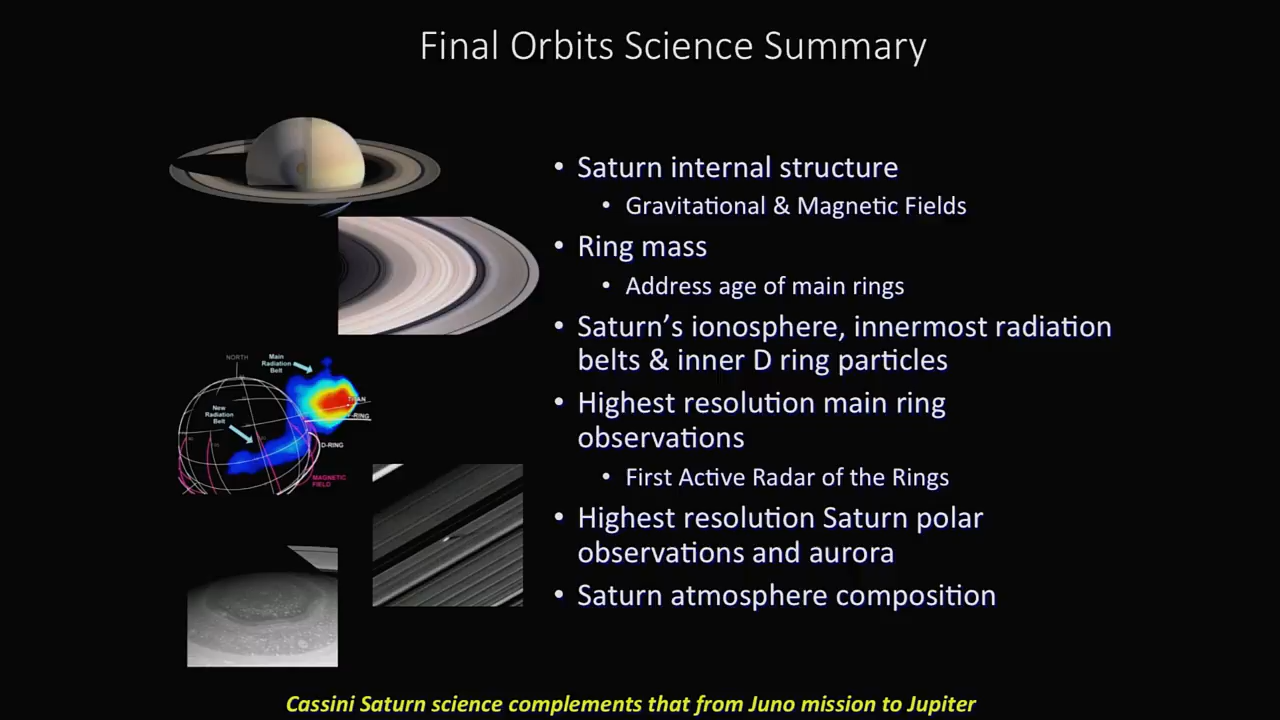 Final Orbits Science Summary
• Saturn internal structure
• Gravitational & Magnetic Fields
• Ring mass
• Address age of main rings
• Saturn's ionosphere, innermost radiation
belts & inner D ring particles
• Highest resolution main ring
observations
• First Active Radar of the Rings
• Highest resolution Saturn polar
observations and aurora
• Saturn atmosphere composition
NORTH
Main
Radiation
Belt
New
Radiation
Belt
D-RING
MAGNETIC
FIELD
Cassini Saturn science complements that from Juno mission to Jupiter